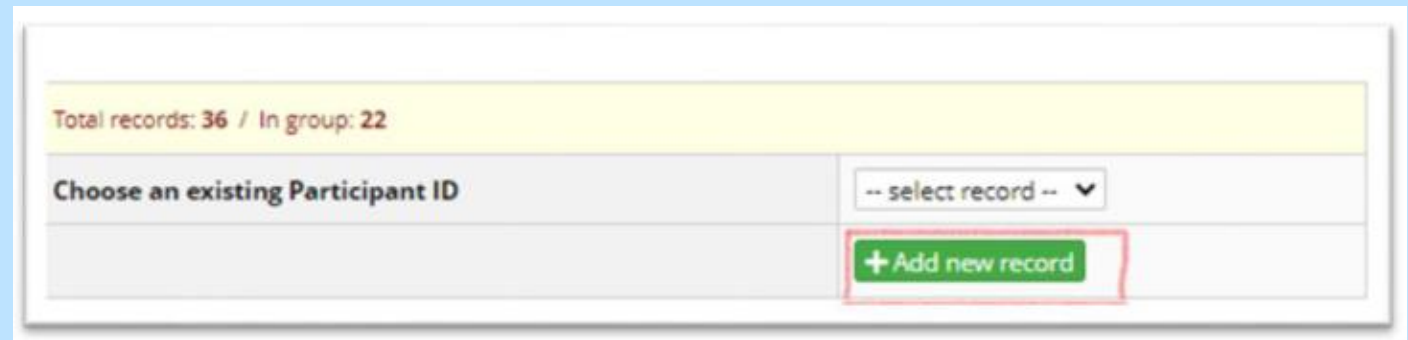 Total records: 36 / In group: 22
Choose an existing Participant ID
-- select record --
+ Add new record